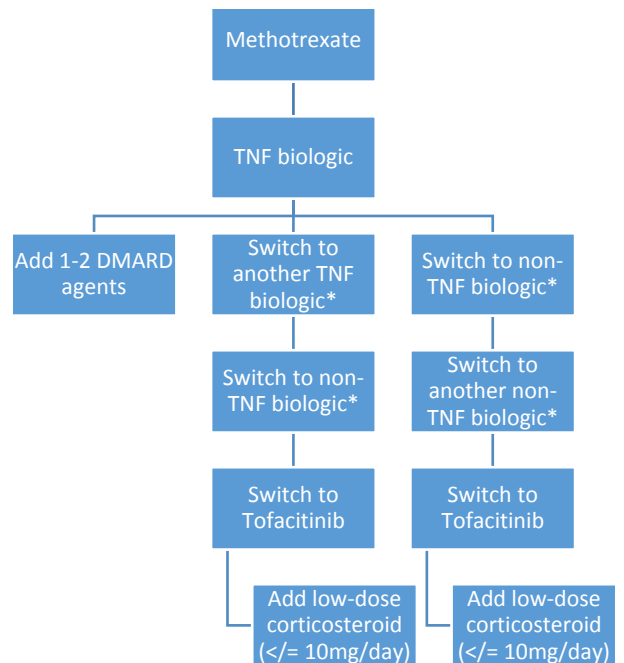 Methotrexate
TNF biologic
Add 1-2 DMARD
agents
Switch to
another TNF
biologic*
Switch to non-
TNF biologic*
Switch to non-
TNF biologic*
Switch to
another non-
TNF biologic*
Switch to
Tofacitinib
Switch to
Tofacitinib
Add low-dose
corticosteroid
(</= 10mg/day)
Add low-dose
corticosteroid
(</= 10mg/day)